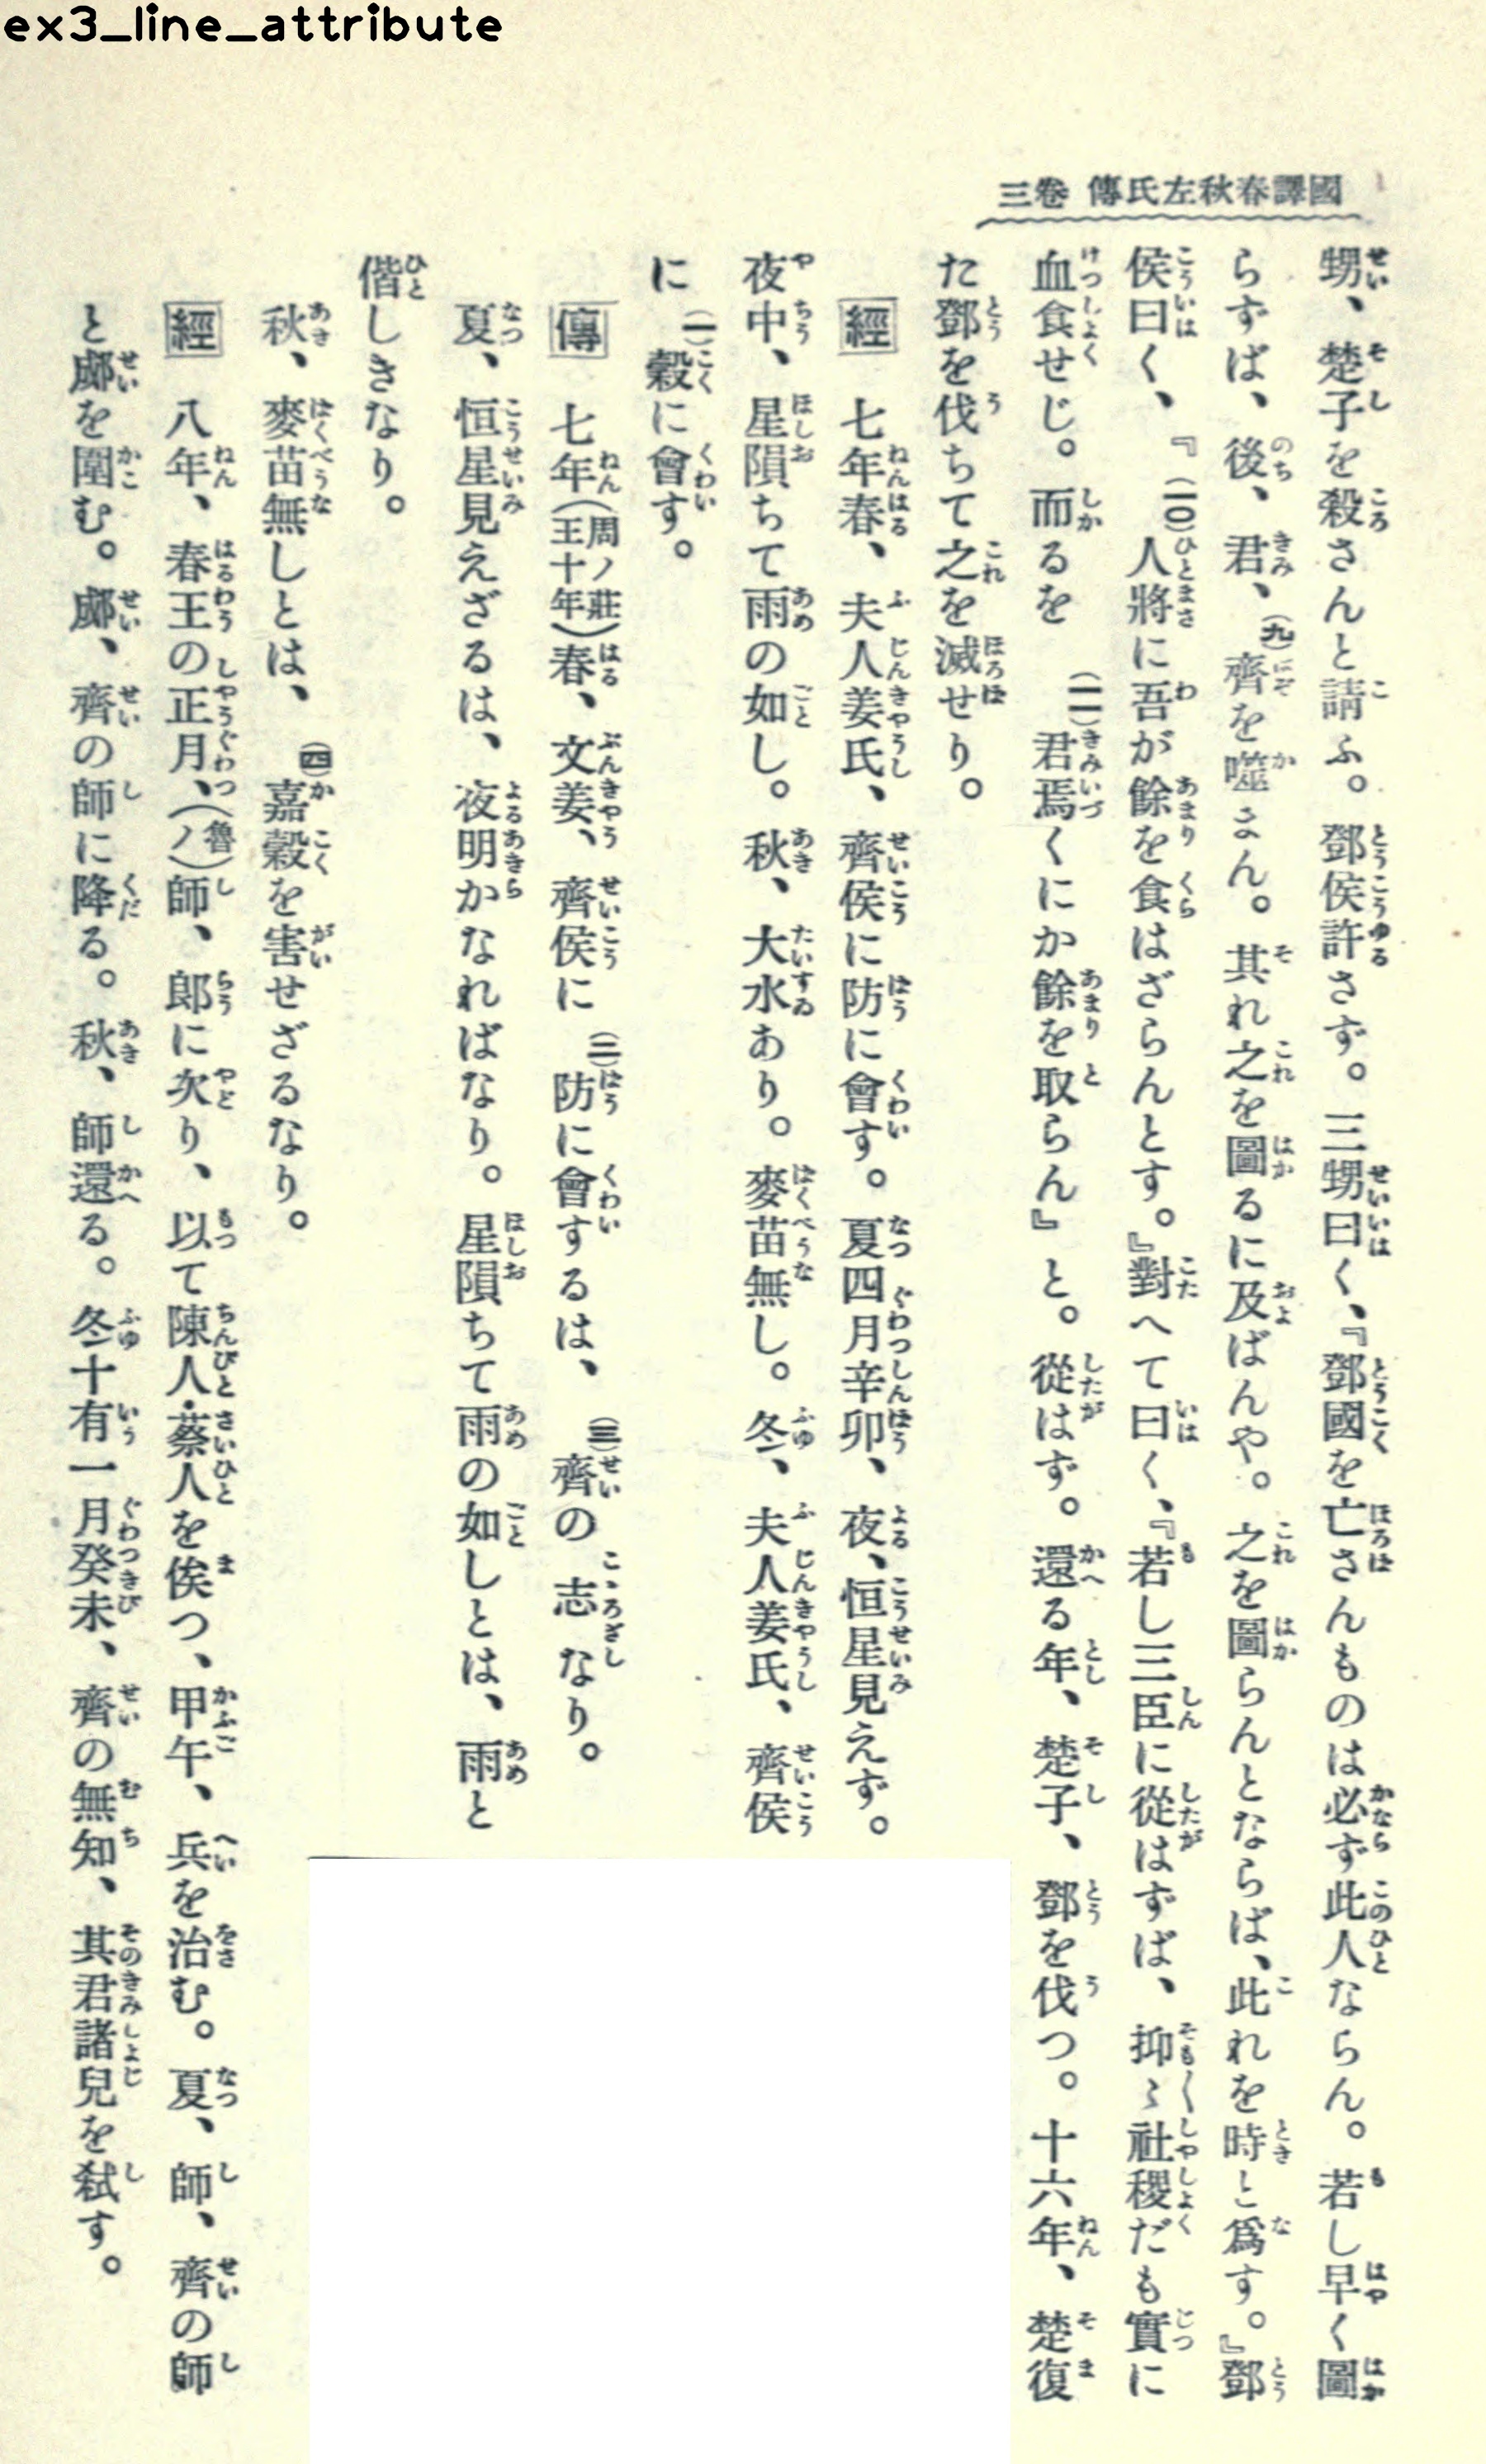 ex3_line_attribute
國譯春秋左氏傳 卷三
甥、楚子を殺さんと請ふ。鄧侯許さず。三甥曰く、『鄧國を亡さんものは必ず此人ならん。若し早く圖
らずば、後、君、(九)齊を噬まん。其れ之を圖るに及ばんや。之を圖らんとならば、此れを時と爲す。』鄧
侯曰く、『(一〇)人將に吾が餘を食はざらんとす。』對へて曰く、『若し三臣に從はずば、抑〻社稷だも實に
血食せじ。而るを(一一)君焉くにか餘を取らん』と。從はず。還る年、楚子、鄧を伐つ。十六年、楚復
た鄧を伐ちて之を滅せり。
經 七年春、夫人姜氏、齊侯に防に會す。夏四月辛卯、夜、恒星見えず。
夜中、星隕ちて雨の如し。秋、大水あり。麥苗無し。冬、夫人姜氏、齊侯
に(一)穀に會す。
傳 七年(周ノ莊王十年)春、文姜、齊侯に(二)防に會するは、(三)齊の志なり。
夏、恒星見えざるは、夜明かなればなり。星隕ちて雨の如しとは、雨と
偕しきなり。
秋、麥苗無しとは、(四)嘉穀を害せざるなり。
經 八年、春王の正月、(魯ノ)師、郎に次り、以て陳人・蔡人を俟つ、甲午、兵を治む。夏、師、齊の師
と郕を圍む。郕、齊の師に降る。秋、師還る。冬十有一月癸未、齊の無知、其君諸兒を弑す。